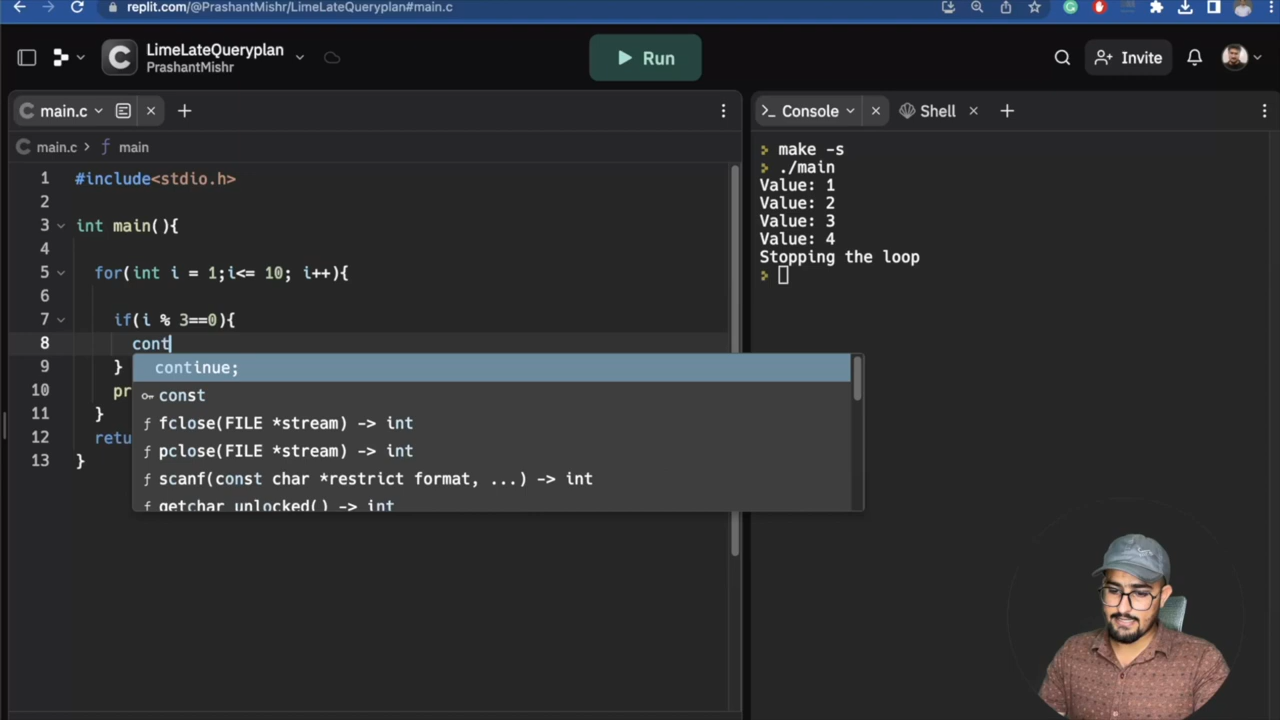 replit.com/@PrashantMishr/LimeLateQueryplan#main.c
LimeLateQueryplan
PrashantMishr
Run
Invite
main.c
main.c > ƒ main
1 #include<stdio.h>
2
3 int main(){
4
5 for(int i = 1;i<= 10; i++){
6
7 if(i % 3==0){
8 cont
9 }
10 pr
11 }
12 retu
13 }
continue;
const
ƒ fclose(FILE *stream) -> int
ƒ pclose(FILE *stream) -> int
ƒ scanf(const char *restrict format, ...) -> int
ƒ getchar_unlocked() -> int
>_ Console
Shell
make -s
./main
Value: 1
Value: 2
Value: 3
Value: 4
Stopping the loop